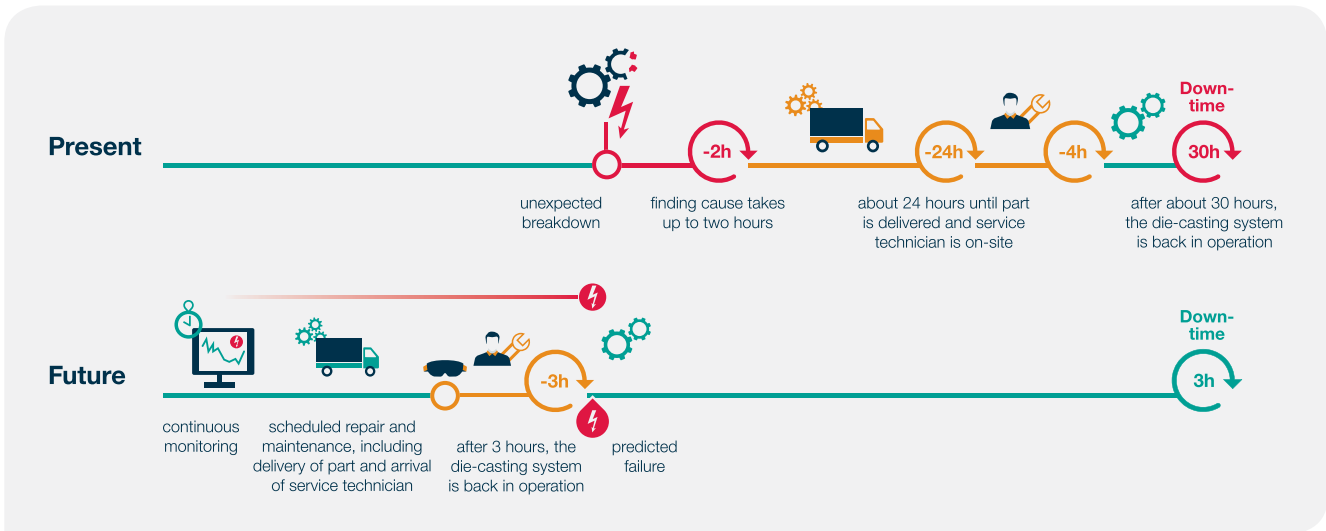 Present
-2h
-24h
-4h
Down-
time
30h
unexpected
breakdown
finding cause takes
up to two hours
about 24 hours until part
is delivered and service
technician is on-site
after about 30 hours,
the die-casting system
is back in operation
Future
-3h
Down-
time
3h
continuous
monitoring
scheduled repair and
maintenance, including
delivery of part and arrival
of service technician
after 3 hours, the
die-casting system
is back in operation
predicted
failure